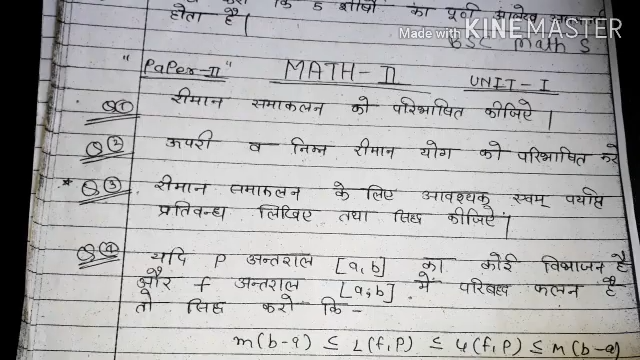 कि 5 शीर्षो का पूर्ण
होता है।
Made with KINEMASTER
BSC Math S
"Paper-II" MATH-II UNIT-I
Q① रीमान समाकलन को परिभाषित कीजिए।
Q② ऊपरी व निम्न रीमान योग को परिभाषित करो
* Q③ रीमान समाकलन के लिए आवश्यक स्वम् पर्याप्त
प्रतिबन्ध लिखिए तथा सिद्ध कीजिऐ।
Q④ यदि P अन्तराल [a,b] का कोई विभाजन है
और f अन्तराल [a,b] में परिबद्ध फलन है
तो सिद्ध करो कि -
m(b-a) ≤ L(f,P) ≤ U(f,P) ≤ M(b-a)